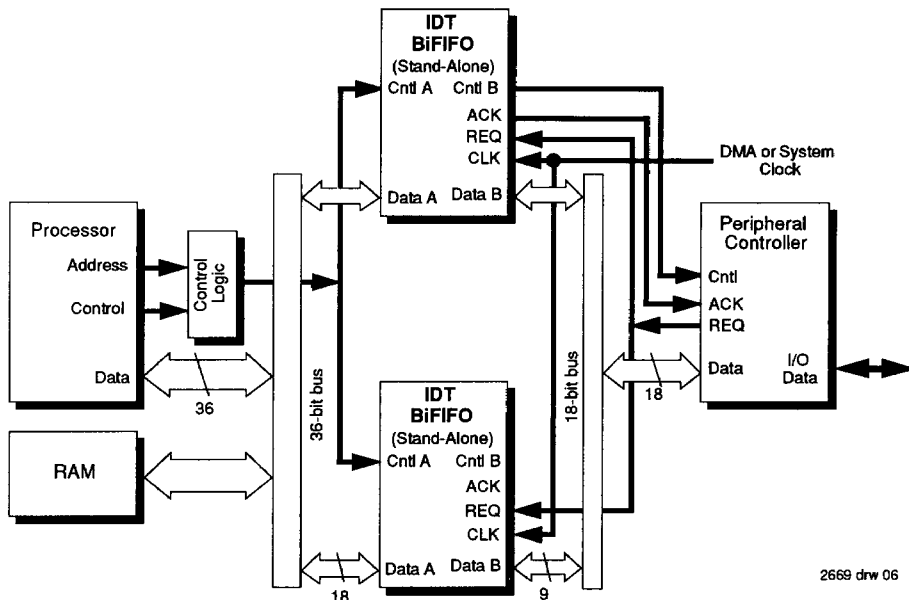 IDT
BiFIFO
(Stand-Alone)
Cntl A Cntl B
ACK
REQ
CLK
Data A Data B
DMA or System
Clock
Processor
Address
Control
Data
Control
Logic
36
36-bit bus
RAM
18-bit bus
Peripheral
Controller
Cntl
ACK
REQ
Data
I/O
Data
18
IDT
BiFIFO
(Stand-Alone)
Cntl A Cntl B
ACK
REQ
CLK
Data A Data B
18
9
2669 drw 06